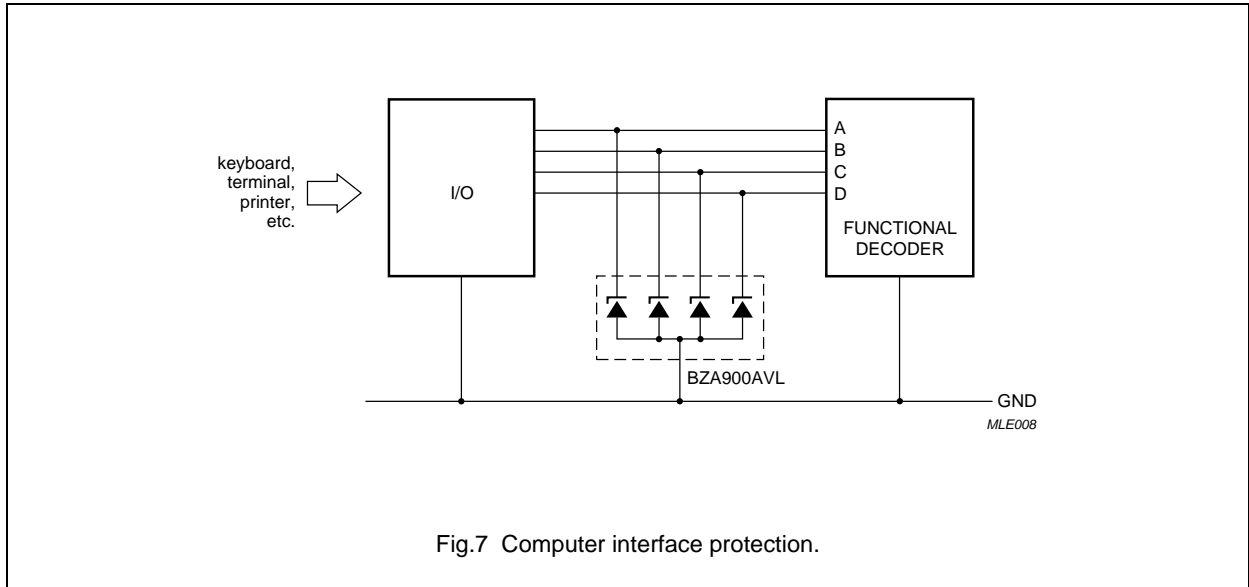 keyboard,
terminal,
printer,
etc.
I/O
A
B
C
D
FUNCTIONAL
DECODER
BZA900AVL
GND
MLE008
Fig.7 Computer interface protection.